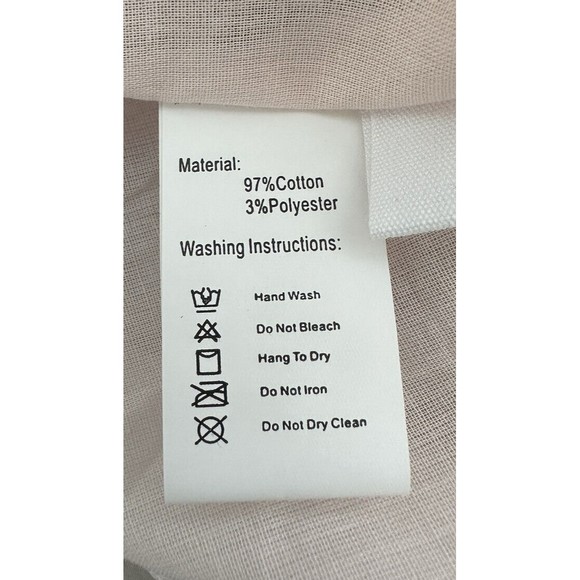 Material:
97%Cotton
3%Polyester
Washing Instructions:
Hand Wash
Do Not Bleach
Hang To Dry
Do Not Iron
Do Not Dry Clean